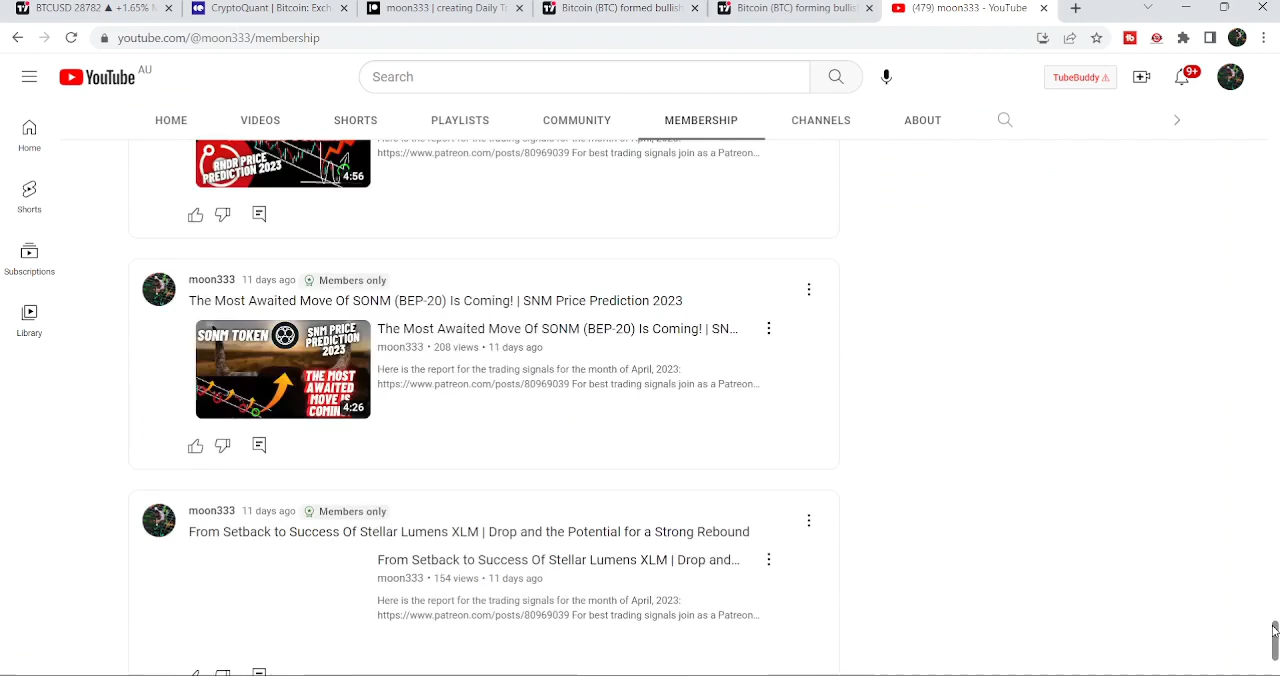 BTCUSD 28782 ▲ +1.65%
CryptoQuant | Bitcoin: Exch
moon333 | creating Daily Tr
Bitcoin (BTC) formed bullish
Bitcoin (BTC) forming bullis
(479) moon333 - YouTube
youtube.com/@moon333/membership
YouTube AU
Search
TubeBuddy
9+
HOME
VIDEOS
SHORTS
PLAYLISTS
COMMUNITY
MEMBERSHIP
CHANNELS
ABOUT
Home
Shorts
Subscriptions
Library
RNDR PRICE
PREDICTION 2023
4:56
https://www.patreon.com/posts/80969039 For best trading signals join as a Patreon...
moon333 11 days ago Members only
The Most Awaited Move Of SONM (BEP-20) Is Coming! | SNM Price Prediction 2023
SONM TOKEN
SNM PRICE
PREDICTION
2023
THE MOST
AWAITED
MOVE IS
COMIN
4:26
The Most Awaited Move Of SONM (BEP-20) Is Coming! | SN...
moon333 • 208 views • 11 days ago
Here is the report for the trading signals for the month of April, 2023:
https://www.patreon.com/posts/80969039 For best trading signals join as a Patreon...
moon333 11 days ago Members only
From Setback to Success Of Stellar Lumens XLM | Drop and the Potential for a Strong Rebound
From Setback to Success Of Stellar Lumens XLM | Drop and...
moon333 • 154 views • 11 days ago
Here is the report for the trading signals for the month of April, 2023:
https://www.patreon.com/posts/80969039 For best trading signals join as a Patreon...